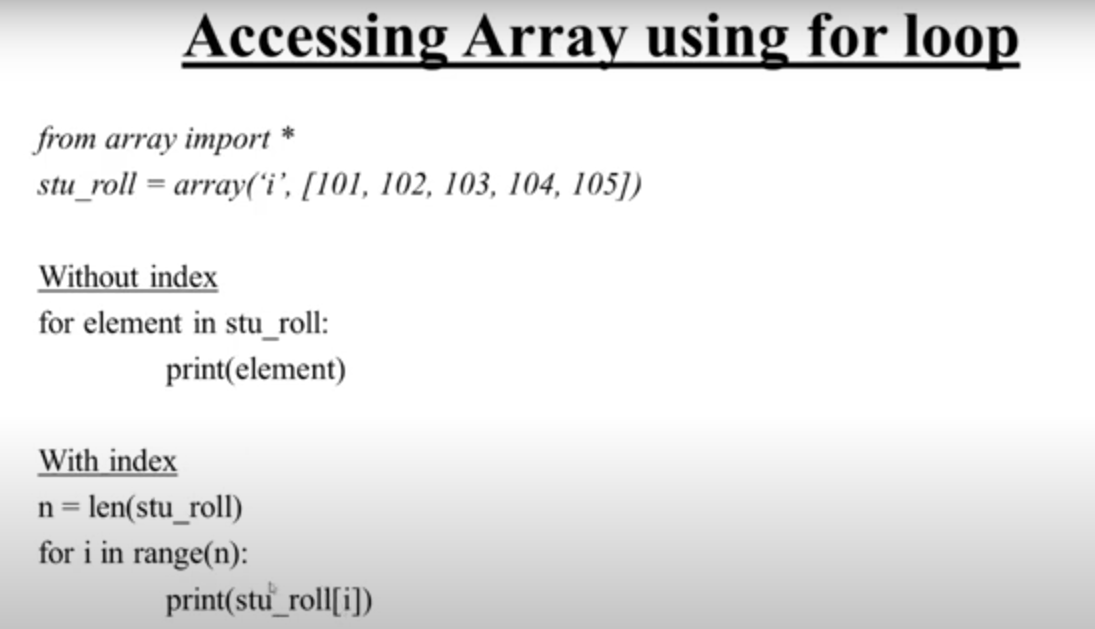 Accessing Array using for loop
from array import *
stu_roll = array(‘i’, [101, 102, 103, 104, 105])
Without index
for element in stu_roll:
print(element)
With index
n = len(stu_roll)
for i in range(n):
print(stu_roll[i])